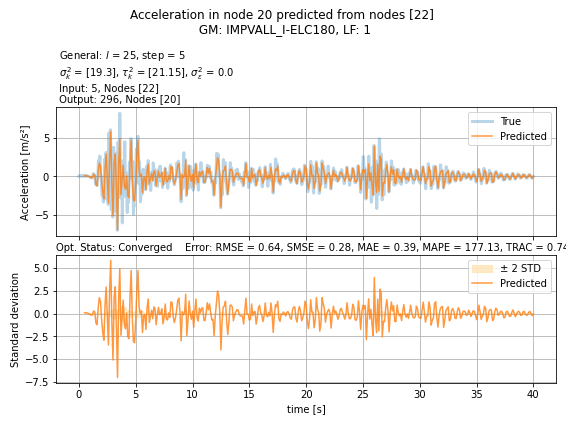 Acceleration in node 20 predicted from nodes [22]
GM: IMPVALL_I-ELC180, LF: 1
General: l = 25, step = 5
σ²ₖ = [19.3], τ²ₖ = [21.15], σ²ε = 0.0
Input: 5, Nodes [22]
Output: 296, Nodes [20]
True
Predicted
Acceleration [m/s²]
5
0
−5
Opt. Status: Converged Error: RMSE = 0.64, SMSE = 0.28, MAE = 0.39, MAPE = 177.13, TRAC = 0.74
± 2 STD
Predicted
Standard deviation
5.0
2.5
0.0
−2.5
−5.0
−7.5
0 5 10 15 20 25 30 35 40
time [s]